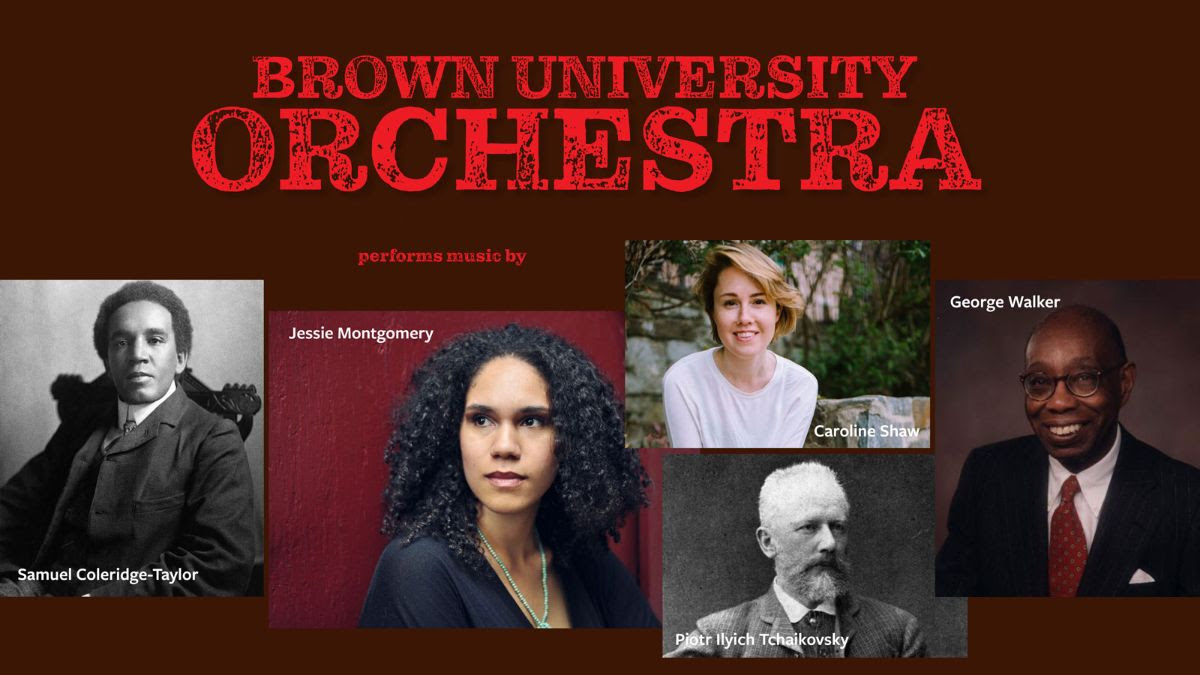 BROWN UNIVERSITY
ORCHESTRA
performs music by
Samuel Coleridge-Taylor
Jessie Montgomery
Caroline Shaw
Piotr Ilyich Tchaikovsky
George Walker